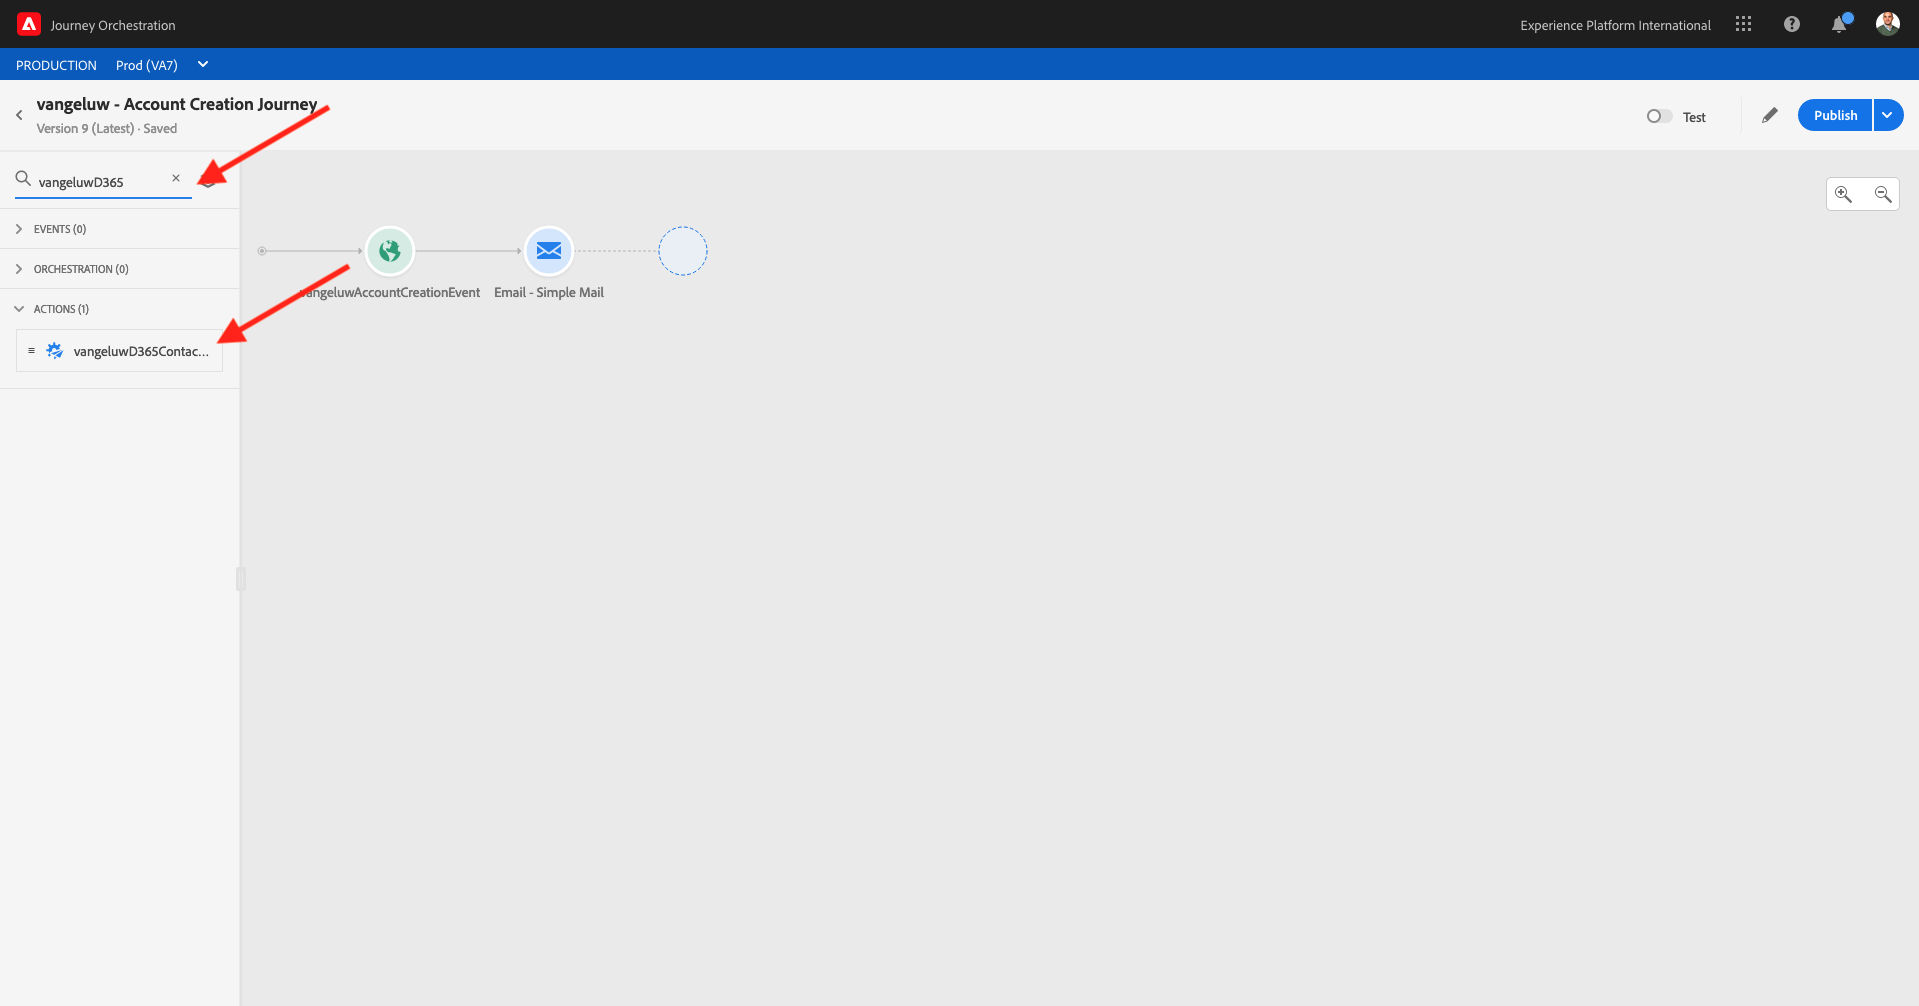 Journey Orchestration
Experience Platform International
PRODUCTION Prod (VA7)
vangeluw - Account Creation Journey
Version 9 (Latest) · Saved
Test
Publish
vangeluwD365
EVENTS (0)
ORCHESTRATION (0)
ACTIONS (1)
vangeluwD365Contac...
vangeluwAccountCreationEvent
Email - Simple Mail